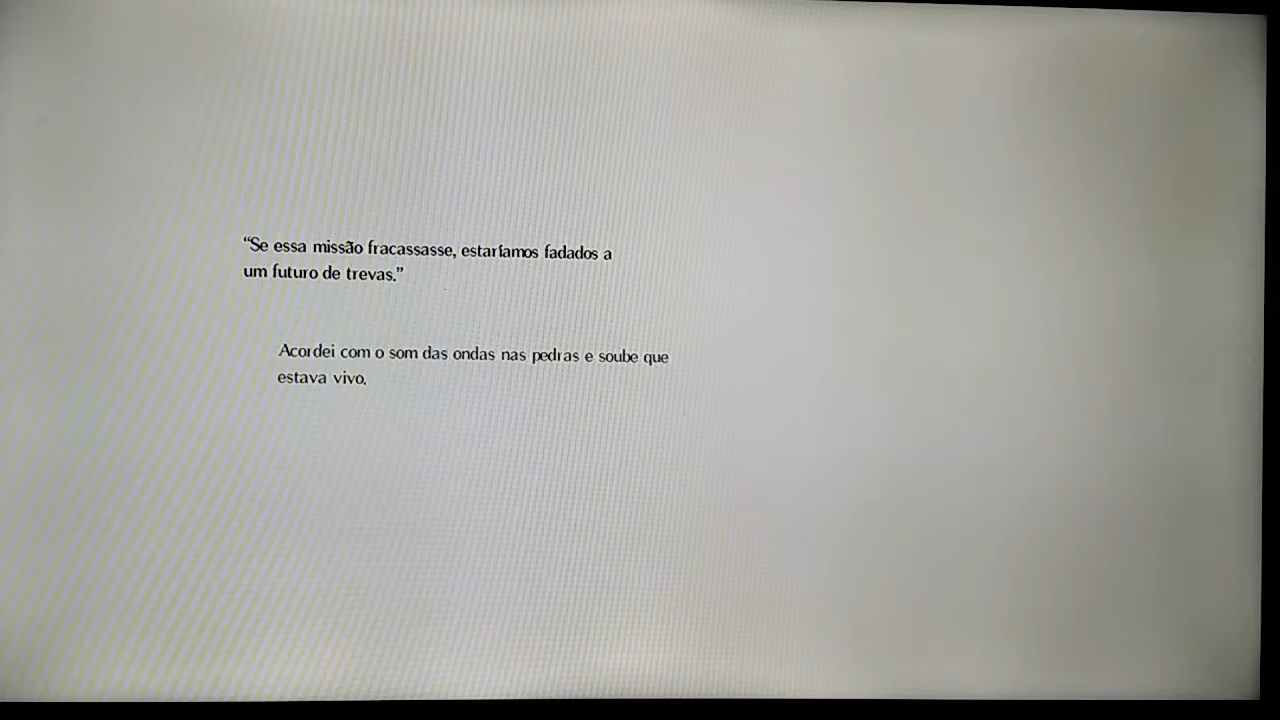 “Se essa missão fracassasse, estaríamos fadados a
um futuro de trevas.”
Acordei com o som das ondas nas pedras e soube que
estava vivo.